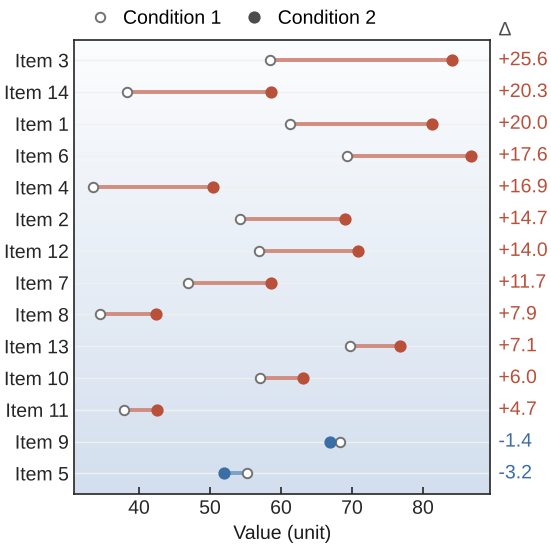 Condition 1 Condition 2
Δ
Item 3 +25.6
Item 14 +20.3
Item 1 +20.0
Item 6 +17.6
Item 4 +16.9
Item 2 +14.7
Item 12 +14.0
Item 7 +11.7
Item 8 +7.9
Item 13 +7.1
Item 10 +6.0
Item 11 +4.7
Item 9 -1.4
Item 5 -3.2
40 50 60 70 80
Value (unit)